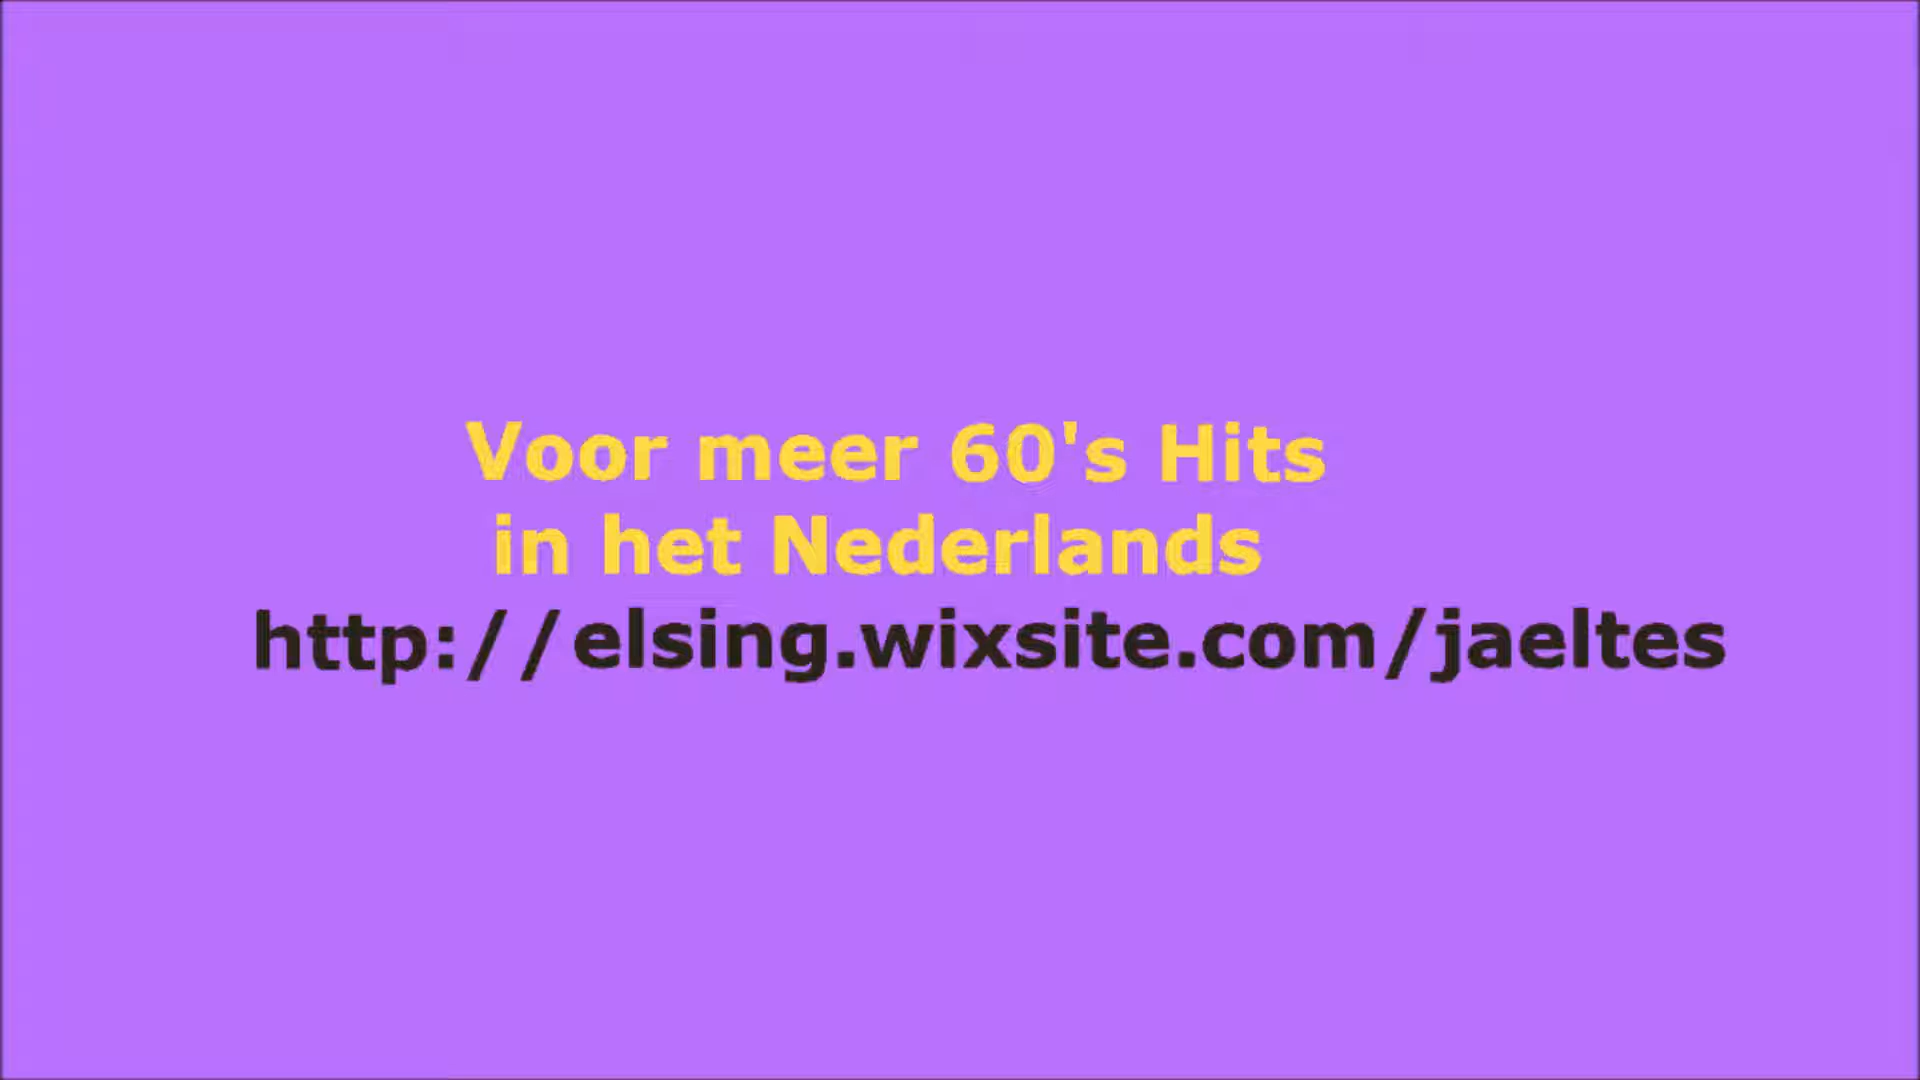 Voor meer 60's Hits
in het Nederlands
http://elsing.wixsite.com/jaeltes